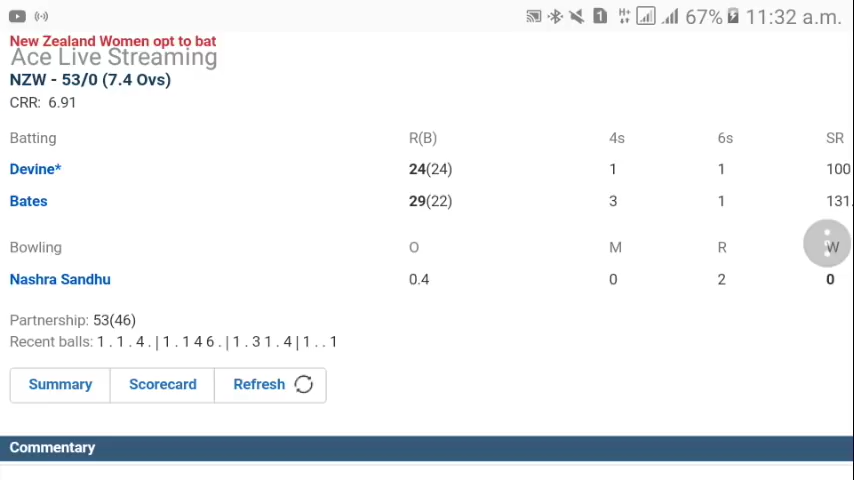 67% 11:32 a.m.
New Zealand Women opt to bat
Ace Live Streaming
NZW - 53/0 (7.4 Ovs)
CRR: 6.91
Batting R(B) 4s 6s SR
Devine* 24(24) 1 1 100
Bates 29(22) 3 1 131.
Bowling O M R W
Nashra Sandhu 0.4 0 2 0
Partnership: 53(46)
Recent balls: 1 . 1 . 4 . | 1 . 1 4 6 . | 1 . 3 1 . 4 | 1 . . 1
Summary Scorecard Refresh
Commentary